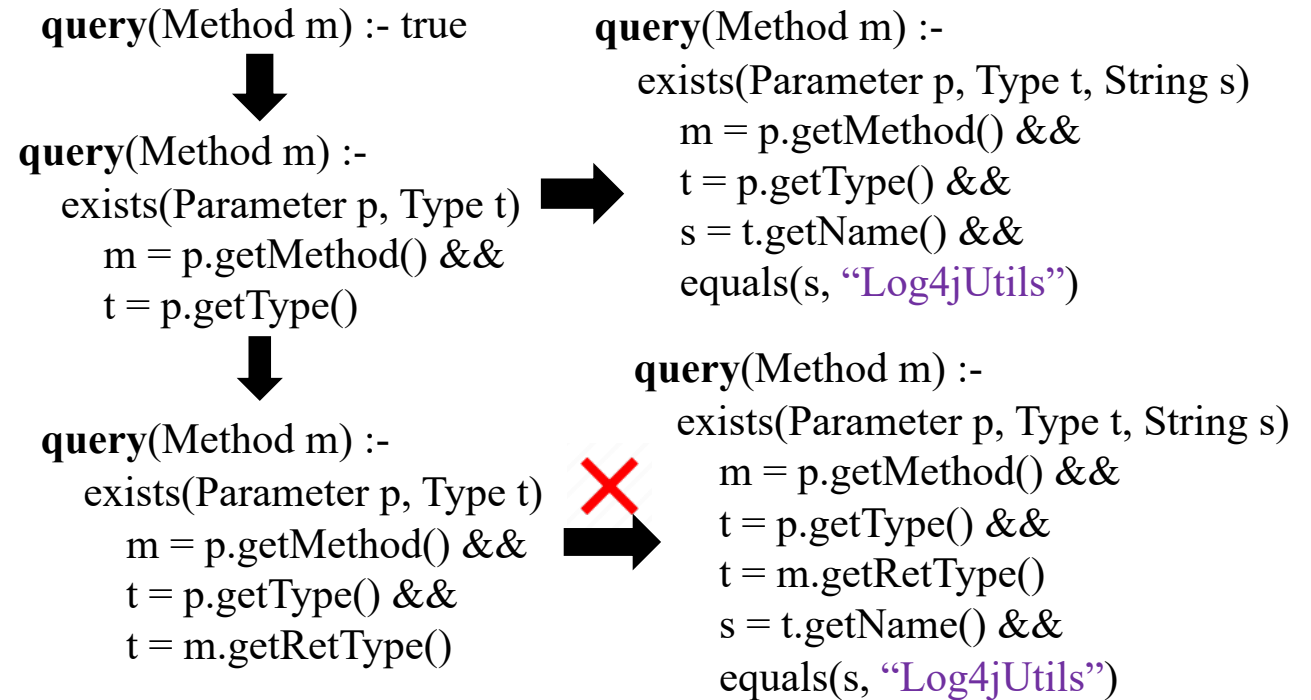 query(Method m) :- true
query(Method m) :-
exists(Parameter p, Type t)
m = p.getMethod() &&
t = p.getType()
query(Method m) :-
exists(Parameter p, Type t)
m = p.getMethod() &&
t = p.getType() &&
t = m.getRetType()
query(Method m) :-
exists(Parameter p, Type t, String s)
m = p.getMethod() &&
t = p.getType() &&
s = t.getName() &&
equals(s, “Log4jUtils”)
query(Method m) :-
exists(Parameter p, Type t, String s)
m = p.getMethod() &&
t = p.getType() &&
t = m.getRetType()
s = t.getName() &&
equals(s, “Log4jUtils”)